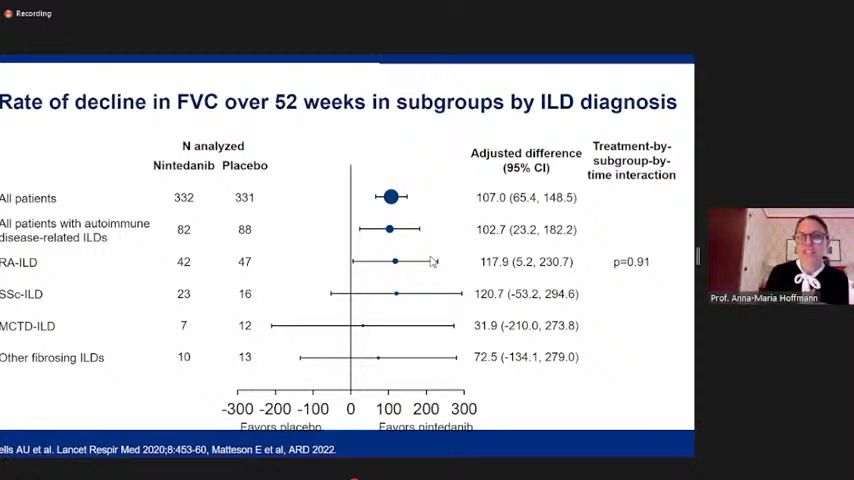 Recording
Rate of decline in FVC over 52 weeks in subgroups by ILD diagnosis
N analyzed
Nintedanib Placebo
Adjusted difference
(95% CI)
Treatment-by-
subgroup-by-
time interaction
All patients 332 331 107.0 (65.4, 148.5)
All patients with autoimmune
disease-related ILDs 82 88 102.7 (23.2, 182.2)
RA-ILD 42 47 117.9 (5.2, 230.7) p=0.91
SSc-ILD 23 16 120.7 (-53.2, 294.6)
MCTD-ILD 7 12 31.9 (-210.0, 273.8)
Other fibrosing ILDs 10 13 72.5 (-134.1, 279.0)
-300 -200 -100 0 100 200 300
Favors placebo Favors nintedanib
ells AU et al. Lancet Respir Med 2020;8:453-60, Matteson E et al, ARD 2022.
Prof. Anna-Maria Hoffmann